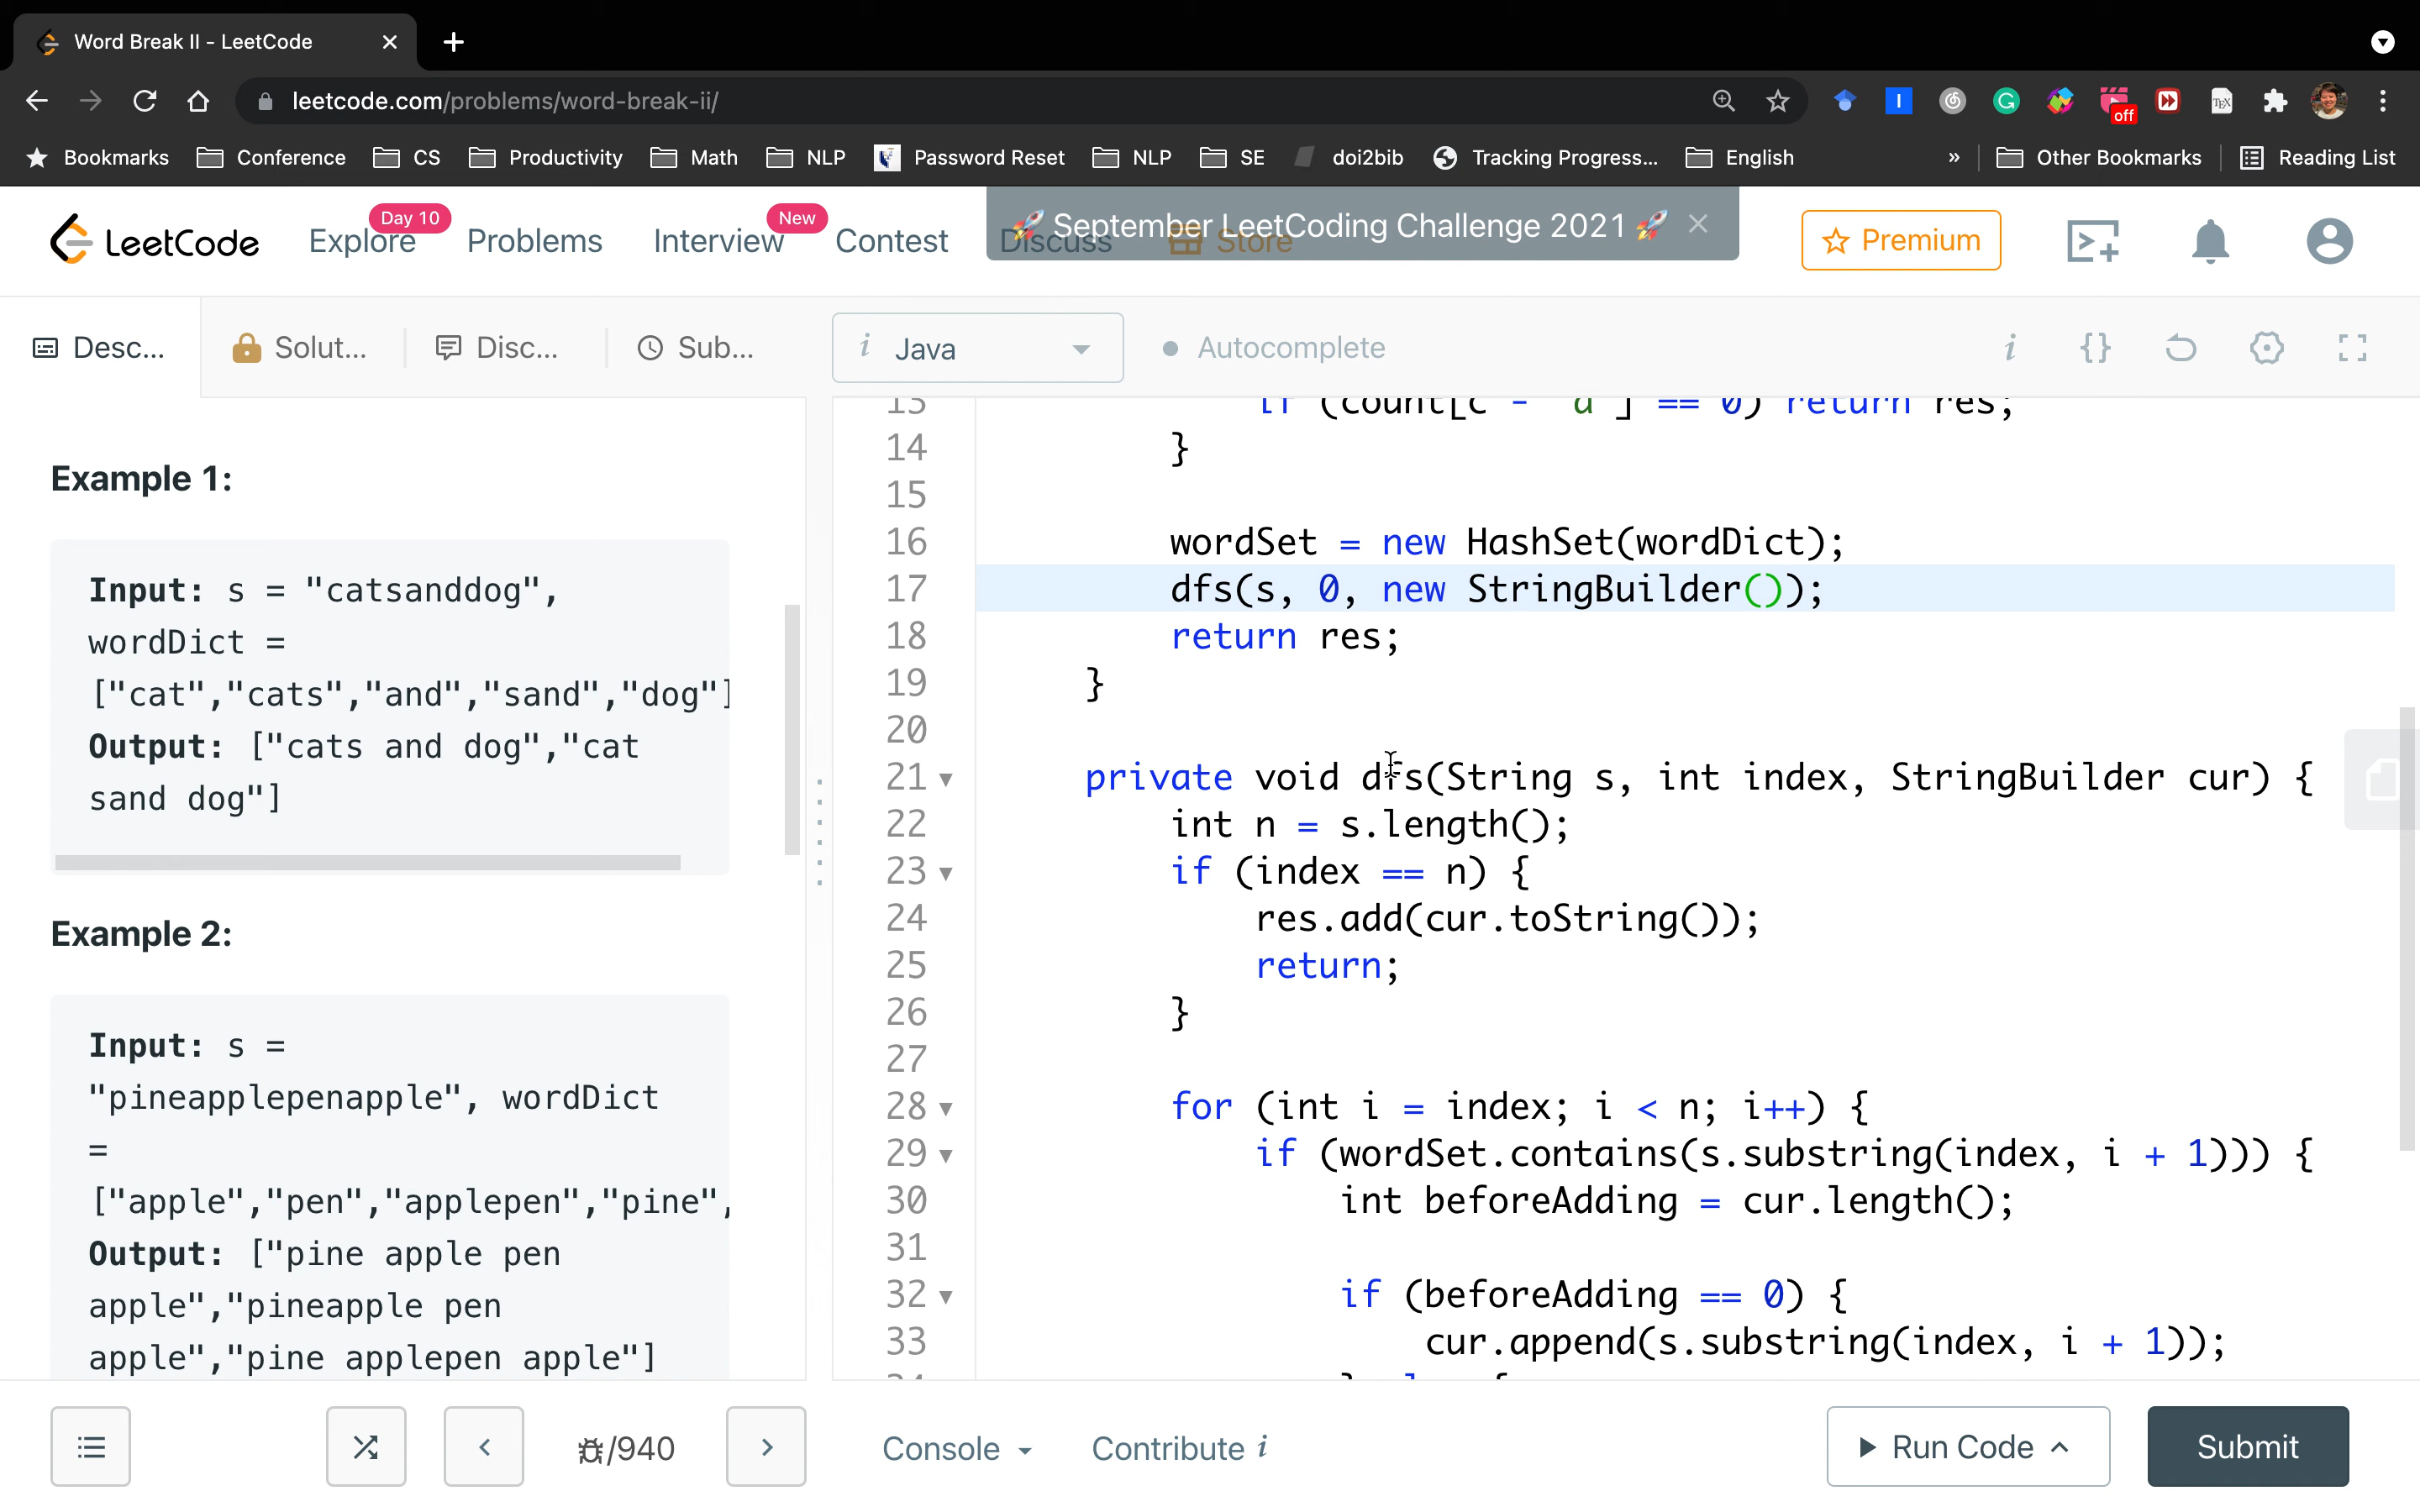 Word Break II - LeetCode
leetcode.com/problems/word-break-ii/
off
Bookmarks Conference CS Productivity Math NLP Password Reset NLP SE doi2bib Tracking Progress... English » Other Bookmarks Reading List
LeetCode Explore Day 10 Problems Interview New Contest Discuss Store Premium
🚀 September LeetCoding Challenge 2021 🚀
Desc... Solut... Disc... Sub...
i Java Autocomplete i {}
Example 1:
Input: s = "catsanddog",
wordDict =
["cat","cats","and","sand","dog"]
Output: ["cats and dog","cat
sand dog"]
Example 2:
Input: s =
"pineapplepenapple", wordDict
=
["apple","pen","applepen","pine",
Output: ["pine apple pen
apple","pineapple pen
apple","pine applepen apple"]
13 if (count[c - 'a'] == 0) return res;
14 }
15
16 wordSet = new HashSet(wordDict);
17 dfs(s, 0, new StringBuilder());
18 return res;
19 }
20
21 private void dfs(String s, int index, StringBuilder cur) {
22 int n = s.length();
23 if (index == n) {
24 res.add(cur.toString());
25 return;
26 }
27
28 for (int i = index; i < n; i++) {
29 if (wordSet.contains(s.substring(index, i + 1))) {
30 int beforeAdding = cur.length();
31
32 if (beforeAdding == 0) {
33 cur.append(s.substring(index, i + 1));
/940
Console Contribute i
Run Code Submit